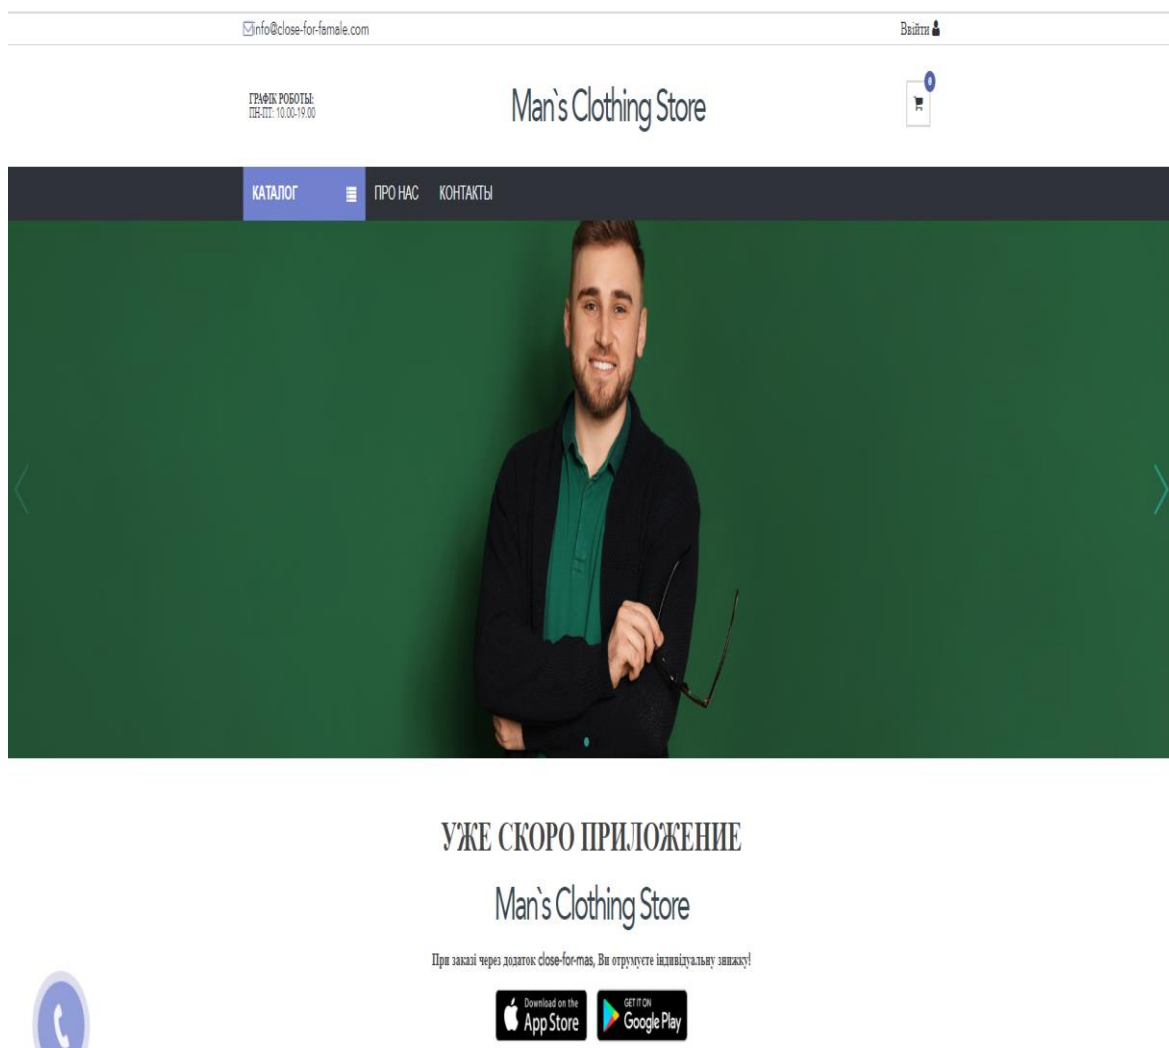 info@close-for-famale.com
Ввійти
ГРАФІК РОБОТЫ:
ПН-ПТ: 10.00-19.00
Man`s Clothing Store
0
КАТАЛОГ
ПРО НАС
КОНТАКТЫ
УЖЕ СКОРО ПРИЛОЖЕНИЕ
Man`s Clothing Store
При заказі через додаток close-for-mas, Ви отрумуєте індивідуальну знижку!
Download on the
App Store
GET IT ON
Google Play